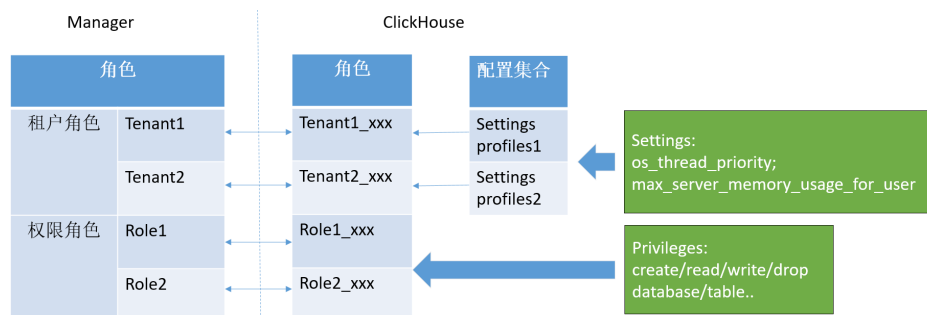 Manager
ClickHouse
角色
角色
配置集合
租户角色
Tenant1
Tenant1_xxx
Settings
profiles1
Tenant2
Tenant2_xxx
Settings
profiles2
权限角色
Role1
Role1_xxx
Role2
Role2_xxx
Settings:
os_thread_priority;
max_server_memory_usage_for_user
Privileges:
create/read/write/drop
database/table..